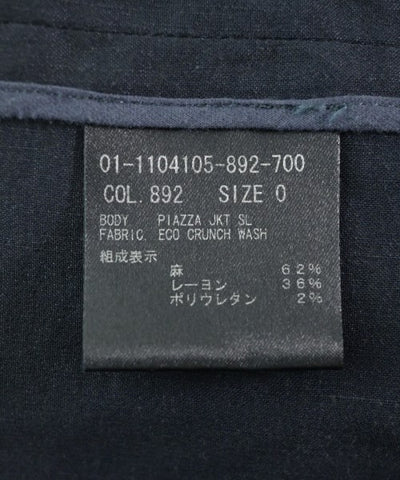 01-1104105-892-700
COL. 892 SIZE 0
BODY PIAZZA JKT SL
FABRIC. ECO CRUNCH WASH
組成表示
麻 62%
レーヨン 36%
ポリウレタン 2%